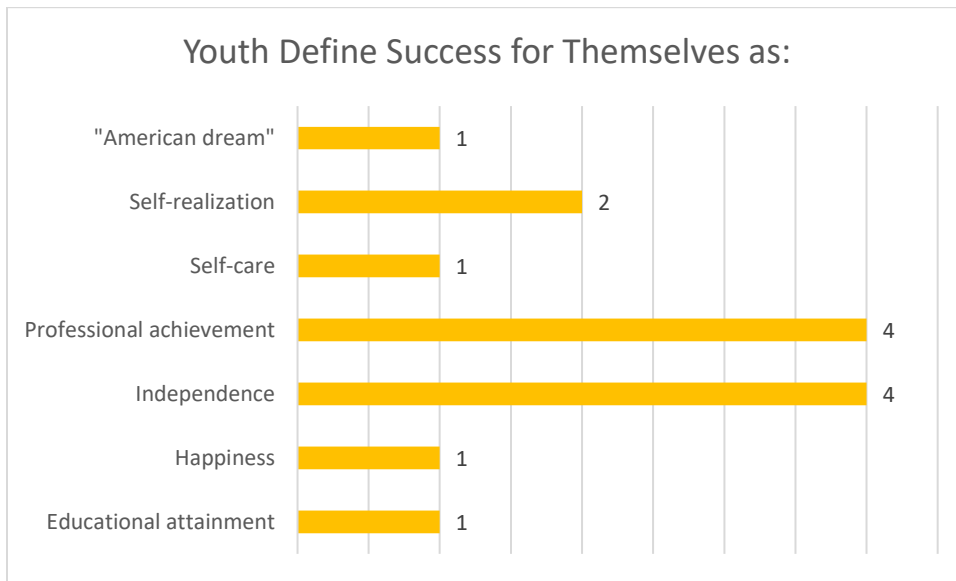 Youth Define Success for Themselves as:
"American dream" 1
Self-realization 2
Self-care 1
Professional achievement 4
Independence 4
Happiness 1
Educational attainment 1